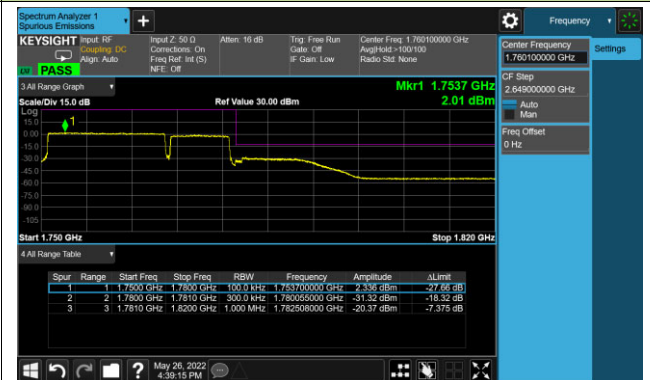 Spectrum Analyzer 1
Spurious Emissions
Frequency
KEYSIGHT Input: RF Input Z: 50 Ω Atten: 16 dB Trig: Free Run Center Freq: 1.760100000 GHz
Coupling: DC Corrections: On Gate: Off Avg|Hold:>100/100
Align: Auto Freq Ref: Int (S) IF Gain: Low Radio Std: None
NFE: Off
PASS
Center Frequency
1.760100000 GHz
Settings
CF Step
2.649000000 GHz
Auto
Man
Freq Offset
0 Hz
3 All Range Graph
Mkr1 1.7537 GHz
Scale/Div 15.0 dB Ref Value 30.00 dBm 2.01 dBm
Log
15.0
0.00
-15.0
-30.0
-45.0
-60.0
-75.0
-90.0
-105
1
Start 1.750 GHz Stop 1.820 GHz
4 All Range Table
Spur Range Start Freq Stop Freq RBW Frequency Amplitude ΔLimit
1 1 1.7500 GHz 1.7800 GHz 100.0 kHz 1.753700000 GHz 2.336 dBm -27.66 dB
2 2 1.7800 GHz 1.7810 GHz 300.0 kHz 1.780055000 GHz -31.32 dBm -18.32 dB
3 3 1.7810 GHz 1.8200 GHz 1.000 MHz 1.782508000 GHz -20.37 dBm -7.375 dB
May 26, 2022
4:39:15 PM